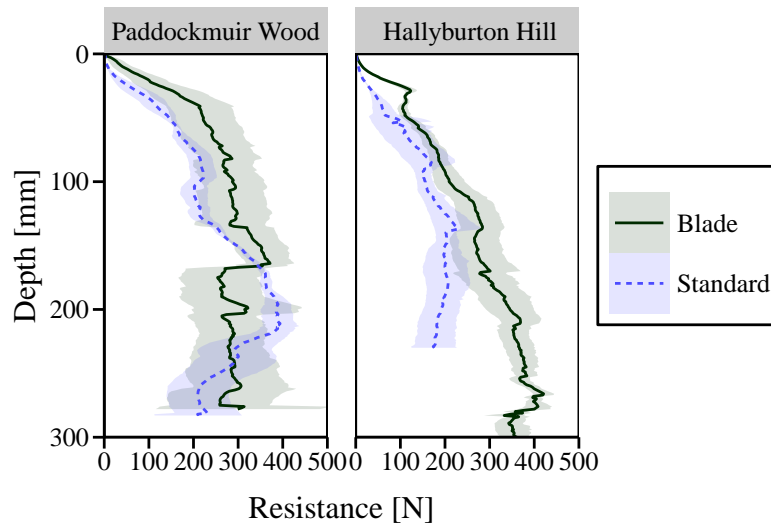 Paddockmuir Wood Hallyburton Hill
0
100
200
300
Depth [mm]
0 100 200 300 400 500 0 100 200 300 400 500
Resistance [N]
Blade
Standard